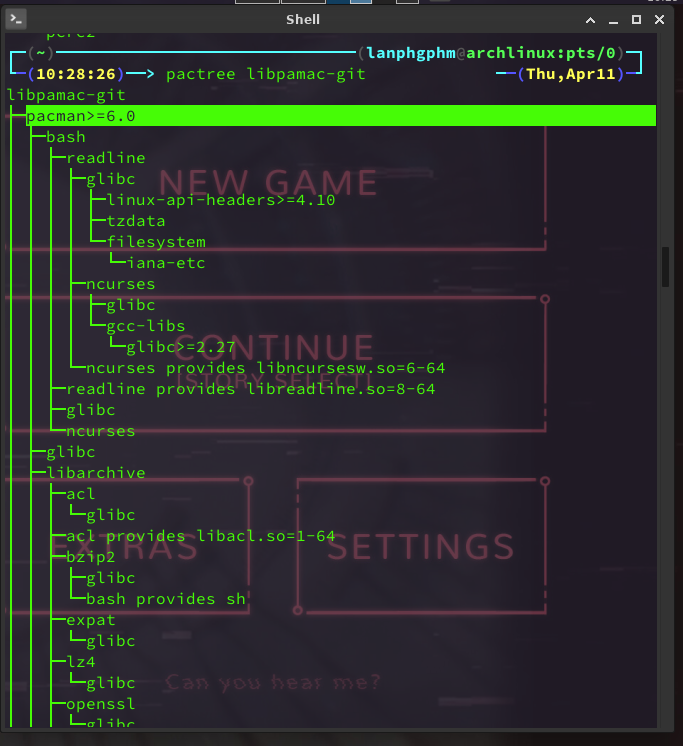 Shell
(~)
(lanphgphm@archlinux:pts/0)
(10:28:26)
> pactree libpamac-git
(Thu,Apr11)
libpamac-git
pacman>=6.0
bash
readline
glibc
NEW GAME
linux-api-headers>=4.10
tzdata
filesystem
iana-etc
ncurses
glibc
gcc-libs
CONTINUE
glibc>=2.27
ncurses provides libncursesw.so=6-64
[STORY SELECT]
readline provides libreadline.so=8-64
glibc
ncurses
glibc
libarchive
acl
glibc
acl provides libacl.so=1-64
EXTRAS
SETTINGS
bzip2
glibc
bash provides sh
expat
glibc
lz4
glibc
Can you hear me?
openssl
glibc